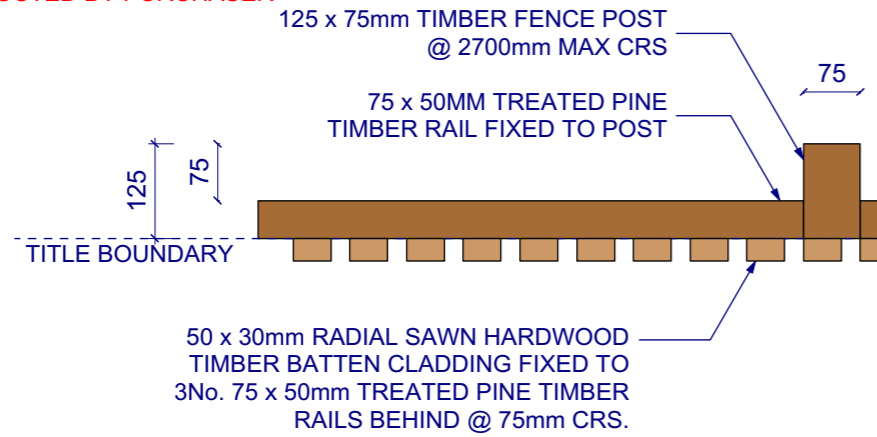 125 x 75mm TIMBER FENCE POST
@ 2700mm MAX CRS
75
75 x 50MM TREATED PINE
TIMBER RAIL FIXED TO POST
125
75
TITLE BOUNDARY
50 x 30mm RADIAL SAWN HARDWOOD
TIMBER BATTEN CLADDING FIXED TO
3No. 75 x 50mm TREATED PINE TIMBER
RAILS BEHIND @ 75mm CRS.